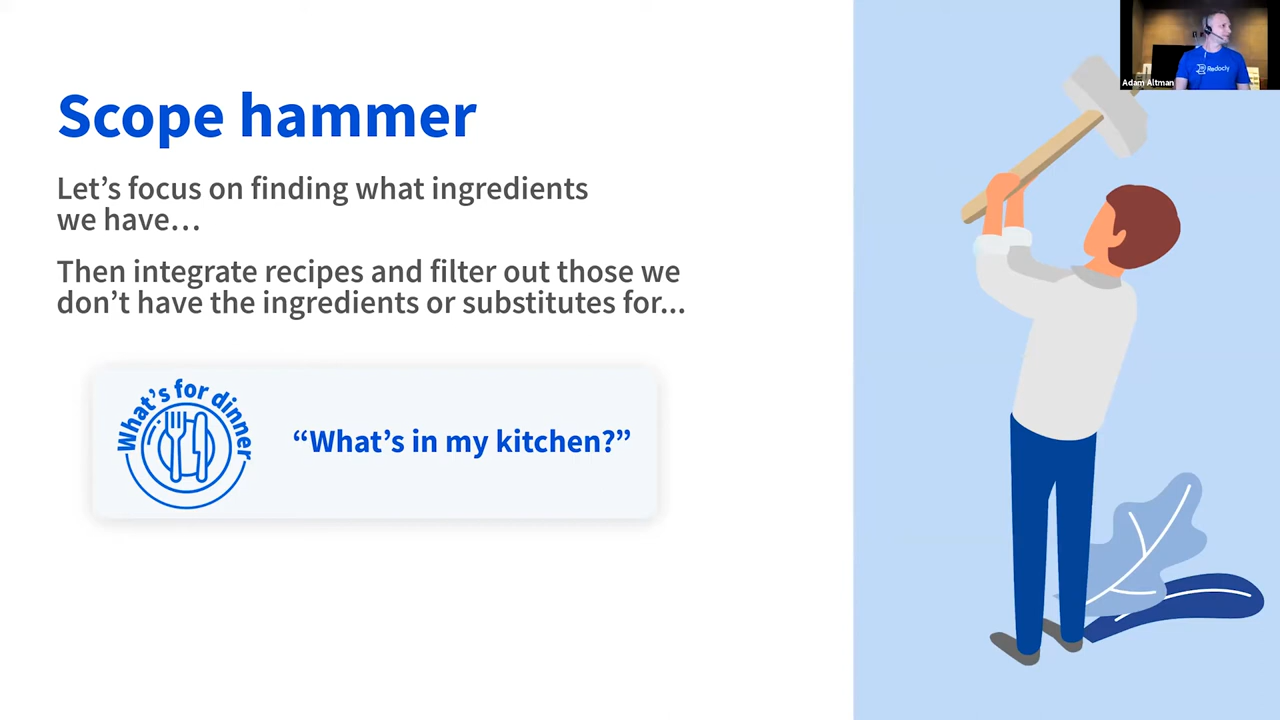 Scope hammer
Let’s focus on finding what ingredients
we have…
Then integrate recipes and filter out those we
don’t have the ingredients or substitutes for...
What’s for dinner
“What’s in my kitchen?”
Redocly
Adam Altman